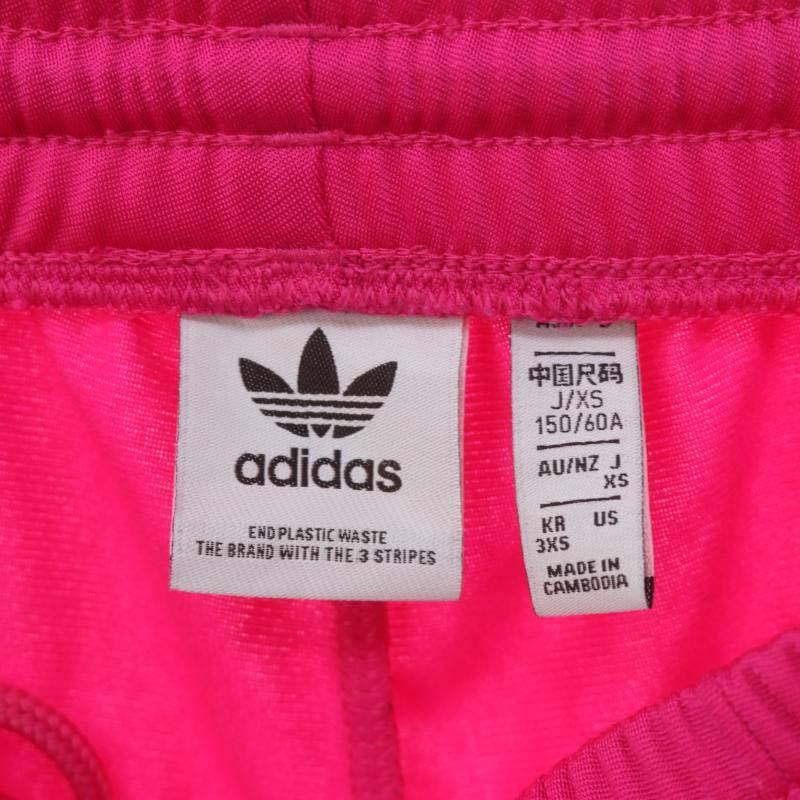 adidas
END PLASTIC WASTE
THE BRAND WITH THE 3 STRIPES
中国尺码
J/XS
150/60A
AU/NZ J
XS
KR US
3XS
MADE IN
CAMBODIA